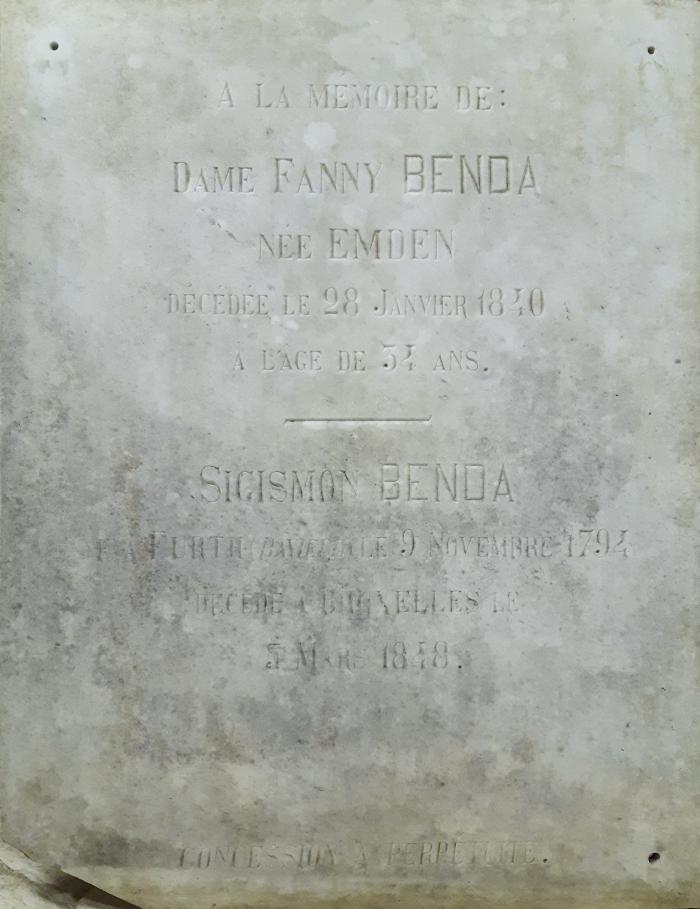 A LA MÉMOIRE DE:
DAME FANNY BENDA
NÉE EMDEN
DÉCÉDÉE LE 28 JANVIER 1840
A L'ÂGE DE 34 ANS.
SIGISMON BENDA
A FURTH (BAVIÈRE) LE 9 NOVEMBRE 1794
DÉCÉDÉ À BRUXELLES LE
5 MARS 1848.
CONCESSION À PERPÉTUITÉ.